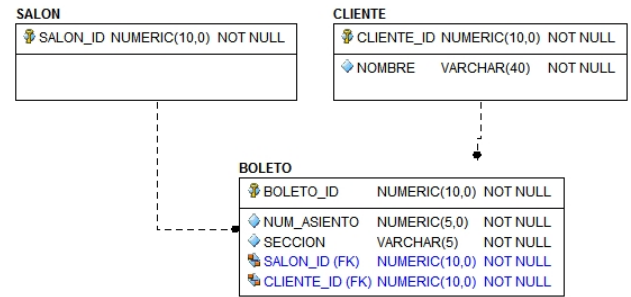 SALON
SALON_ID NUMERIC(10,0) NOT NULL
CLIENTE
CLIENTE_ID NUMERIC(10,0) NOT NULL
NOMBRE VARCHAR(40) NOT NULL
BOLETO
BOLETO_ID NUMERIC(10,0) NOT NULL
NUM_ASIENTO NUMERIC(5,0) NOT NULL
SECCION VARCHAR(5) NOT NULL
SALON_ID (FK) NUMERIC(10,0) NOT NULL
CLIENTE_ID (FK) NUMERIC(10,0) NOT NULL